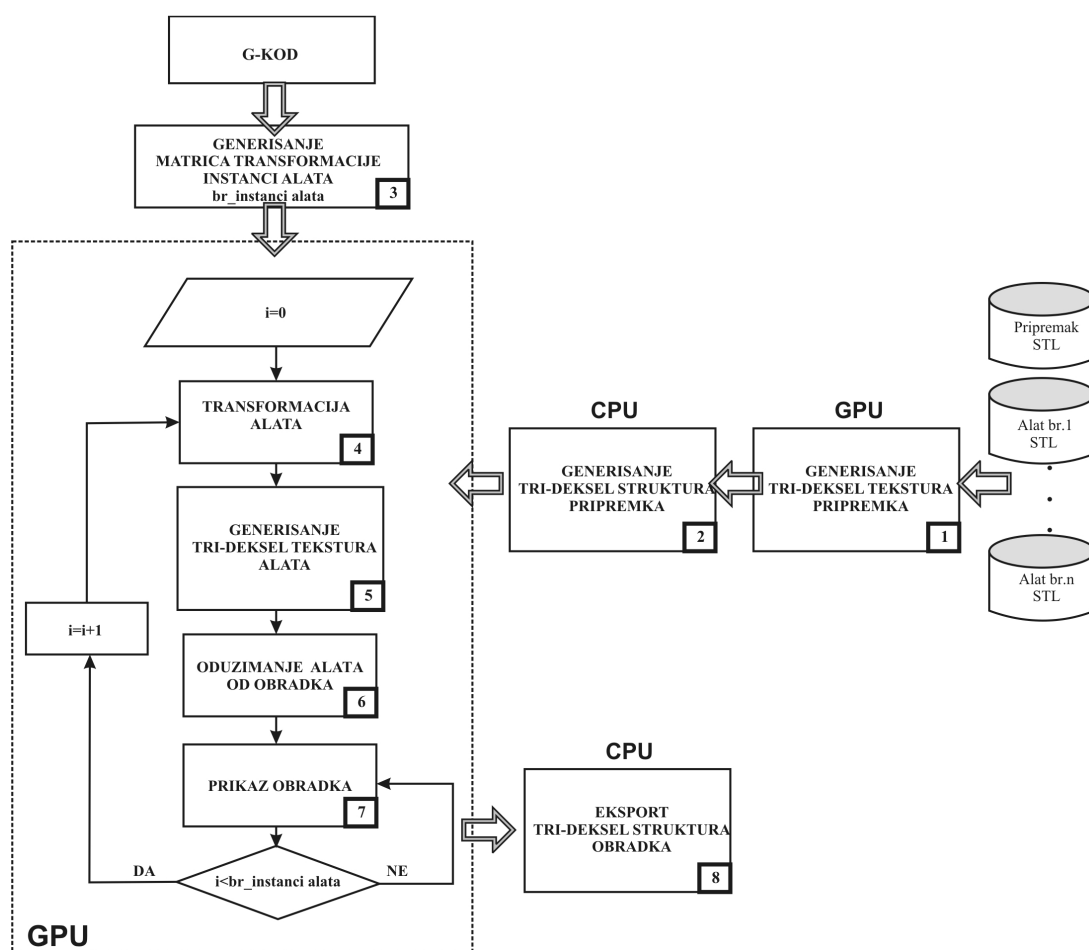 G-KOD
GENERISANJE
MATRICA TRANSFORMACIJE
INSTANCI ALATA
br_instanci alata
3
i=0
TRANSFORMACIJA
ALATA
4
GENERISANJE
TRI-DEKSEL TEKSTURA
ALATA
5
i=i+1
ODUZIMANJE ALATA
OD OBRADKA
6
PRIKAZ OBRADKA
7
DA
i<br_instanci alata
NE
GPU
CPU
GENERISANJE
TRI-DEKSEL STRUKTURA
PRIPREMKA
2
GPU
GENERISANJE
TRI-DEKSEL TEKSTURA
PRIPREMKA
1
Pripremak
STL
Alat br.1
STL
Alat br.n
STL
CPU
EKSPORT
TRI-DEKSEL STRUKTURA
OBRADKA
8